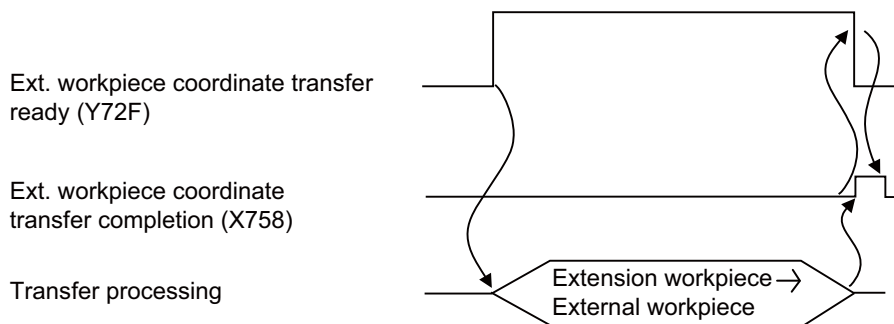 Ext. workpiece coordinate transfer
ready (Y72F)
Ext. workpiece coordinate
transfer completion (X758)
Transfer processing
Extension workpiece →
External workpiece